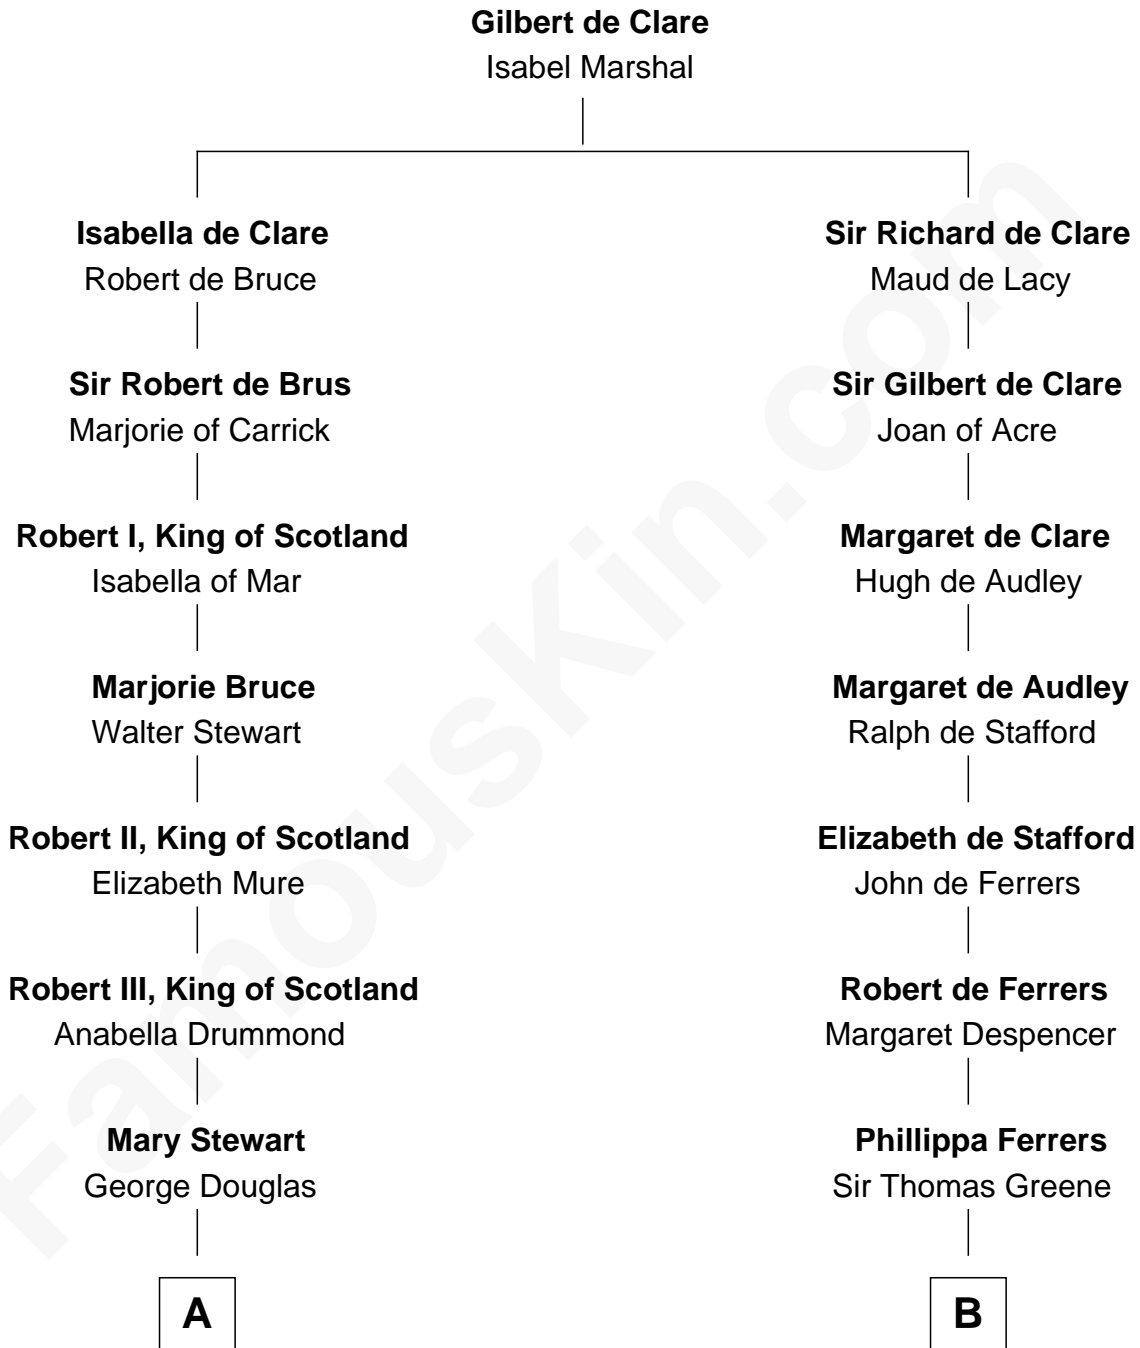 Gilbert de Clare
Isabel Marshal
Isabella de Clare
Robert de Bruce
Sir Robert de Brus
Marjorie of Carrick
Robert I, King of Scotland
Isabella of Mar
Marjorie Bruce
Walter Stewart
Robert II, King of Scotland
Elizabeth Mure
Robert III, King of Scotland
Anabella Drummond
Mary Stewart
George Douglas
A
Sir Richard de Clare
Maud de Lacy
Sir Gilbert de Clare
Joan of Acre
Margaret de Clare
Hugh de Audley
Margaret de Audley
Ralph de Stafford
Elizabeth de Stafford
John de Ferrers
Robert de Ferrers
Margaret Despencer
Phillippa Ferrers
Sir Thomas Greene
B
FamousKin.com